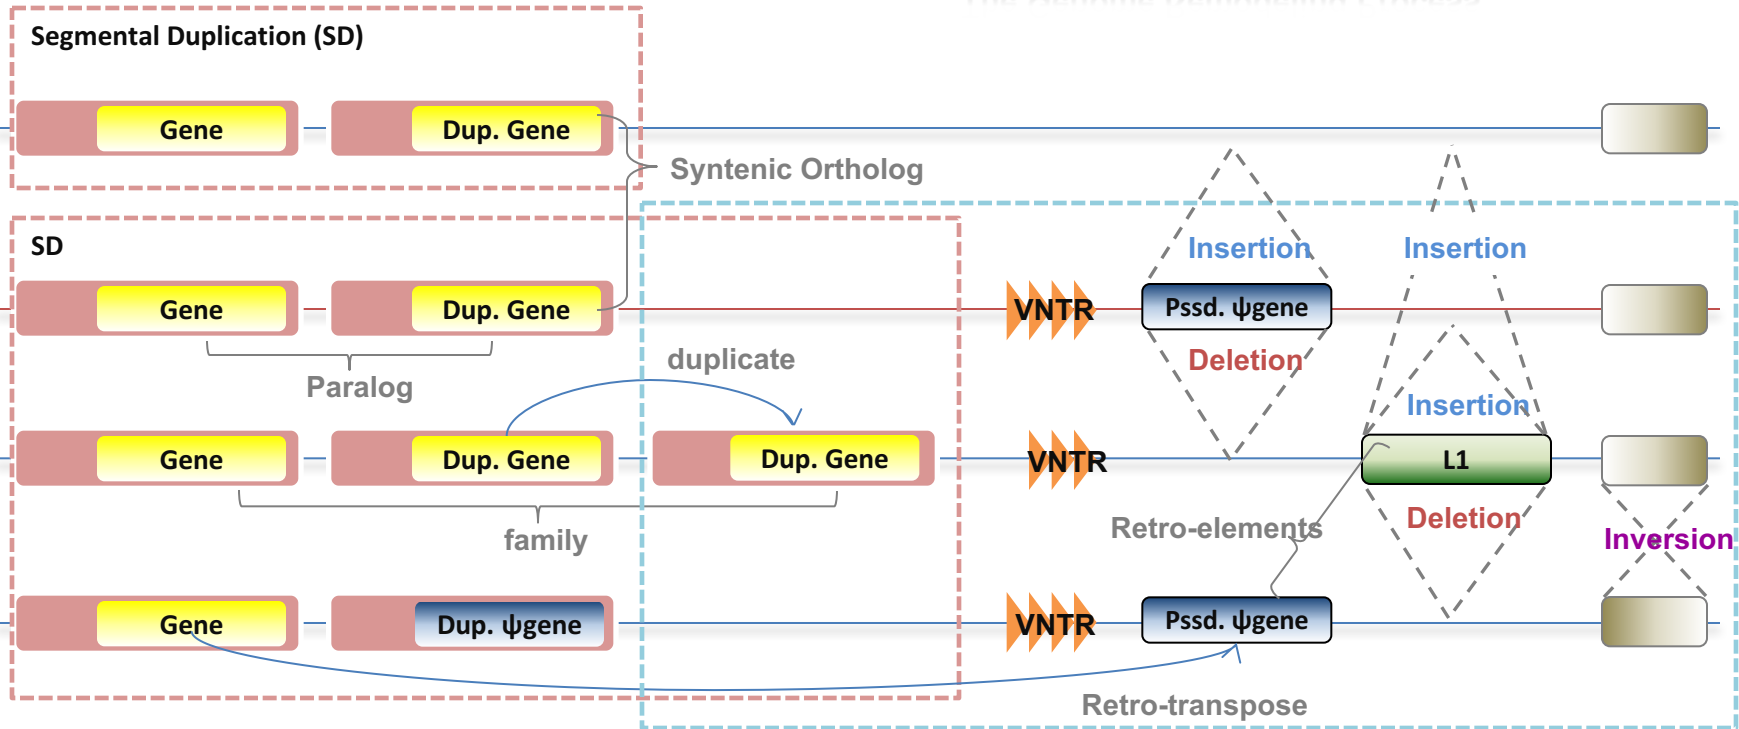 Segmental Duplication (SD)
Gene
Dup. Gene
Syntenic Ortholog
SD
Insertion
Insertion
Gene
Dup. Gene
VNTR
Pssd. ψgene
Deletion
duplicate
Paralog
Insertion
Gene
Dup. Gene
Dup. Gene
VNTR
L1
Retro-elements
Deletion
family
Inversion
Gene
Dup. ψgene
VNTR
Pssd. ψgene
Retro-transpose